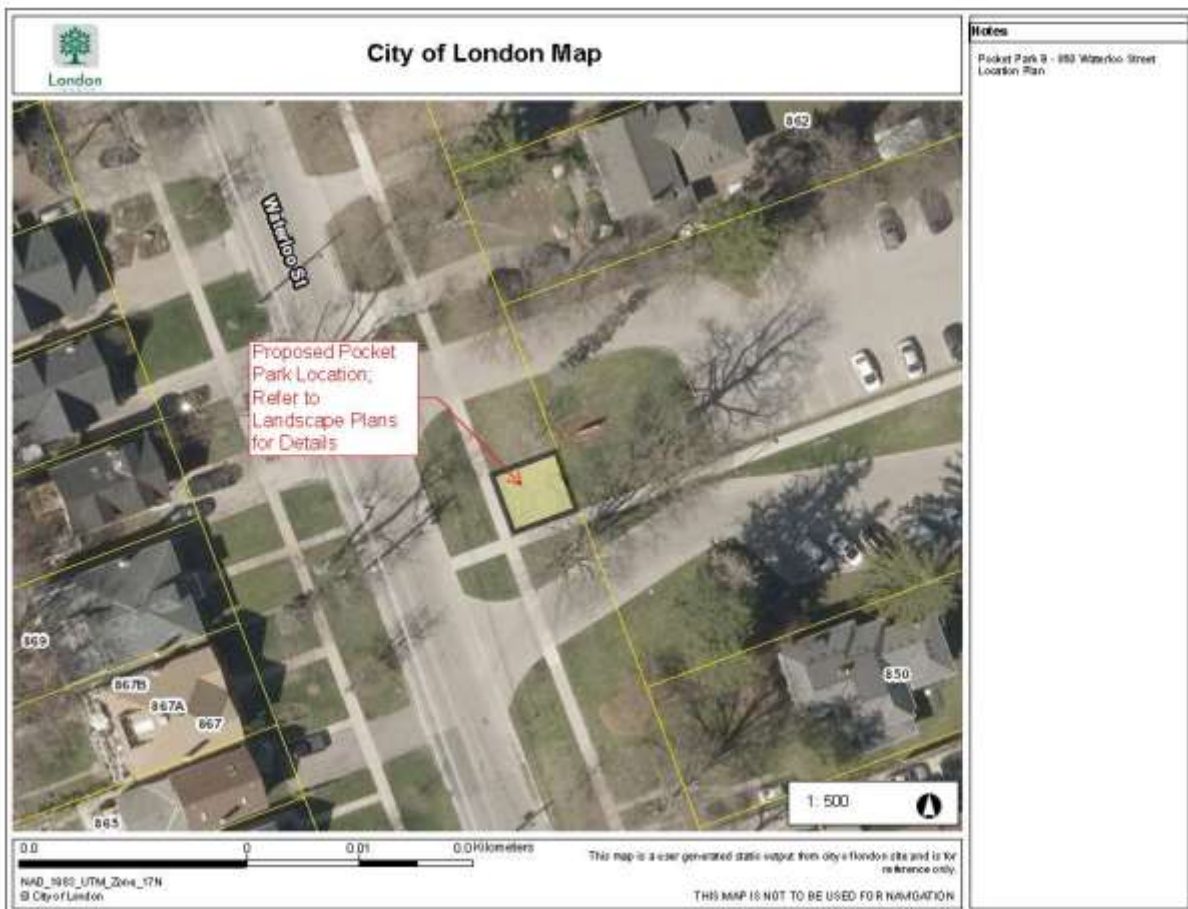 London
City of London Map
Notes
Pocket Park 9 - 860 Waterloo Street
Location Plan
862
Waterloo St
Proposed Pocket
Park Location;
Refer to
Landscape Plans
for Details
869
867B
867A
867
865
850
1: 500
0.0
0
0.01
0.0 Kilometers
NAD_1983_UTM_Zone_17N
© City of London
This map is a user generated static output from city of london site and is for
reference only.
THIS MAP IS NOT TO BE USED FOR NAVIGATION